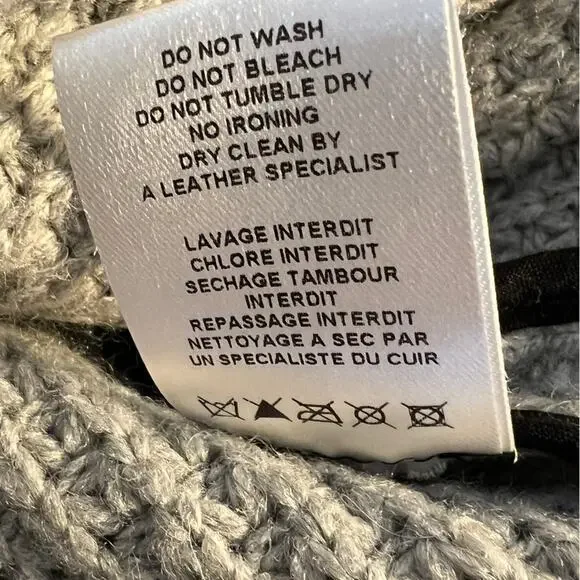 DO NOT WASH
DO NOT BLEACH
DO NOT TUMBLE DRY
NO IRONING
DRY CLEAN BY
A LEATHER SPECIALIST
LAVAGE INTERDIT
CHLORE INTERDIT
SECHAGE TAMBOUR
INTERDIT
REPASSAGE INTERDIT
NETTOYAGE A SEC PAR
UN SPECIALISTE DU CUIR